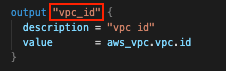 output "vpc_id" {
  description = "vpc id"
  value       = aws_vpc.vpc.id
}